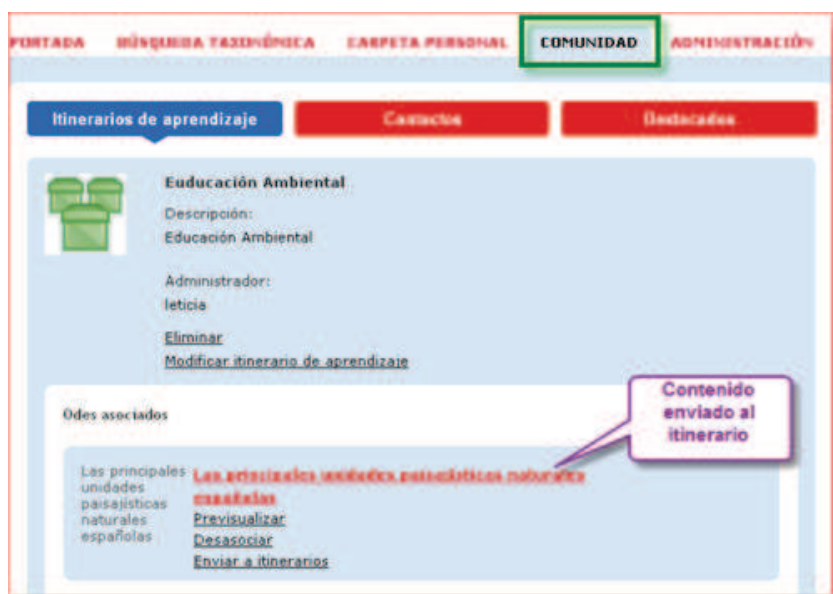 PORTADA BÚSQUEDA TAXONÓMICA CARPETA PERSONAL COMUNIDAD ADMINISTRACIÓN
Itinerarios de aprendizaje Contactos Destacados
Euducación Ambiental
Descripción:
Educación Ambiental
Administrador:
leticia
Eliminar
Modificar itinerario de aprendizaje
Contenido
enviado al
itinerario
Odes asociados
Las principales
unidades
paisajísticas
naturales
españolas
Las principales unidades paisajísticas naturales
españolas
Previsualizar
Desasociar
Enviar a itinerarios